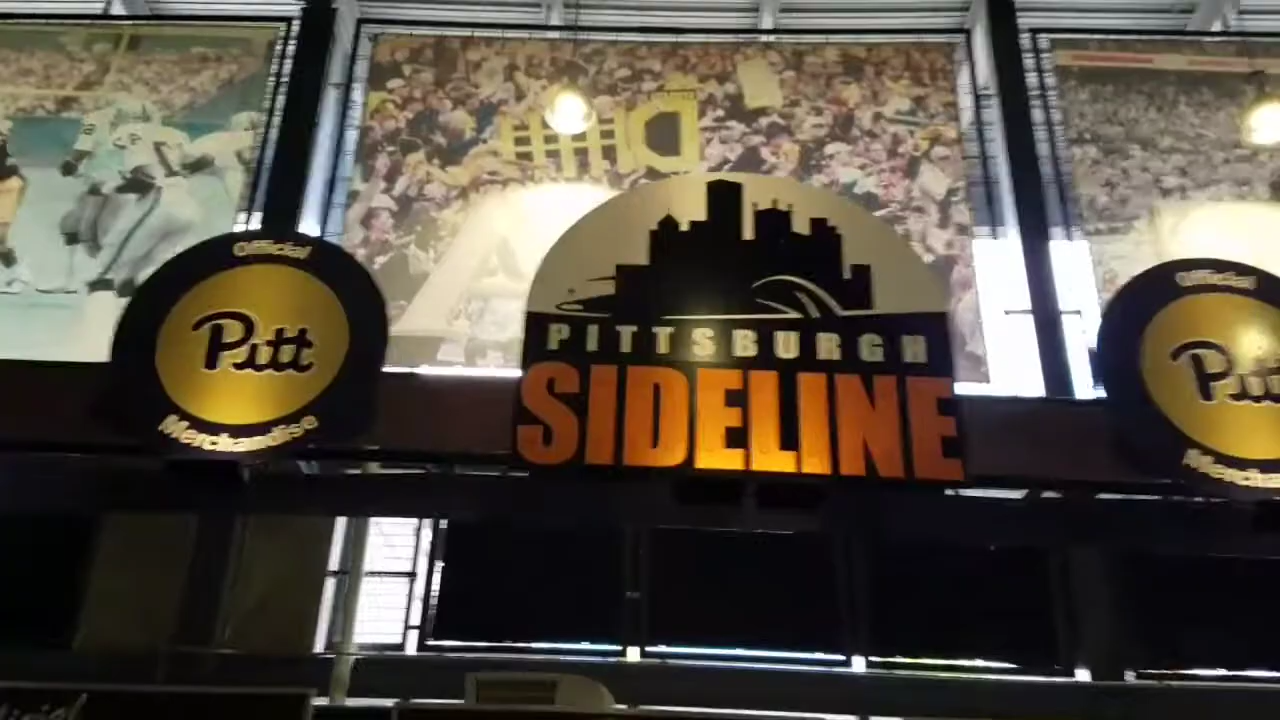 Official
Pitt
Merchandise
PITTSBURGH
SIDELINE
Official
Pitt